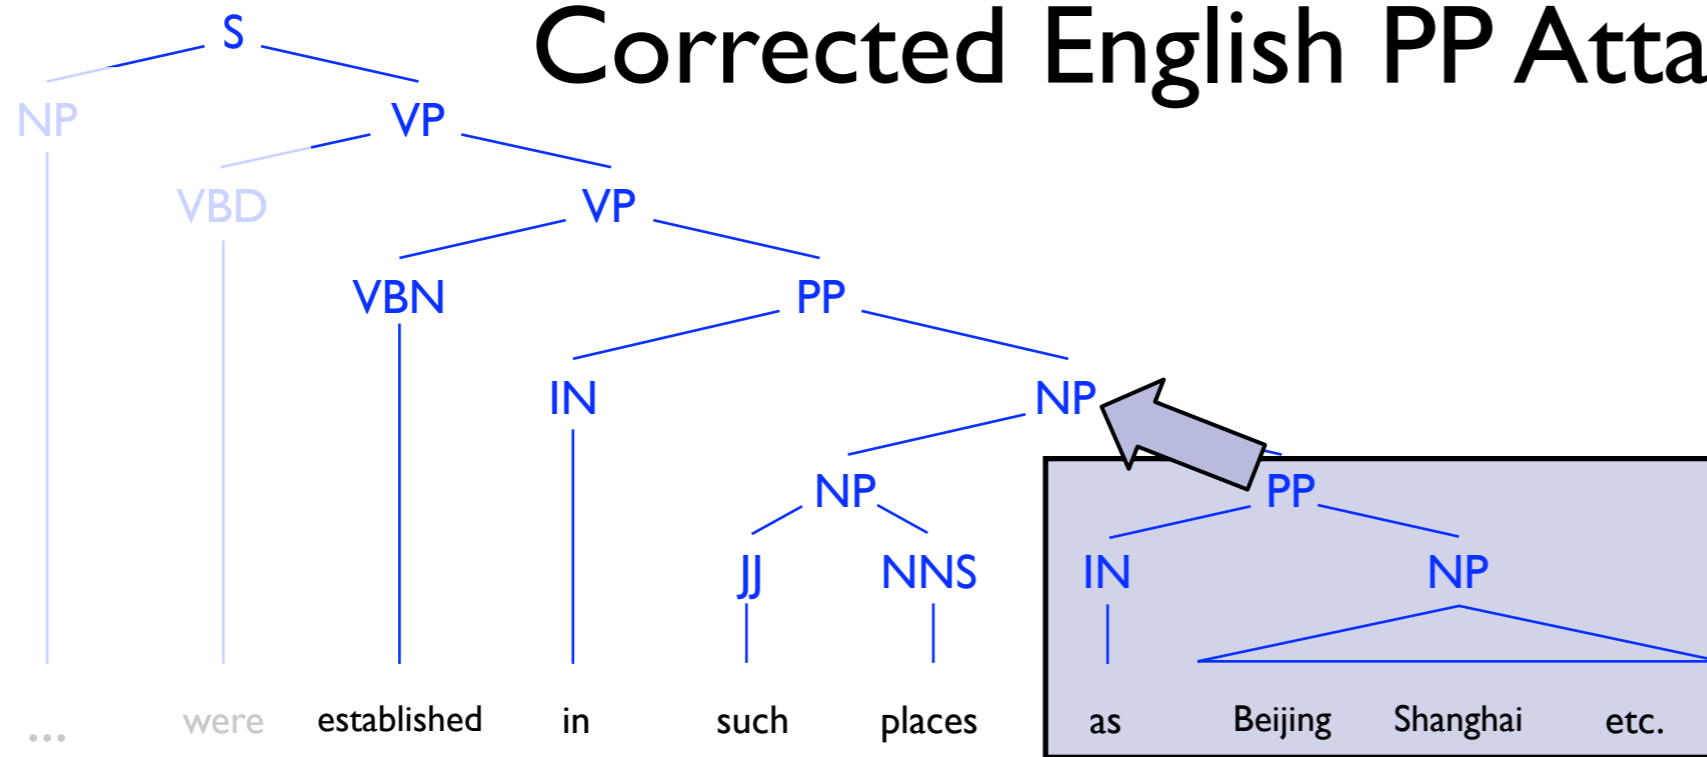 Corrected English PP Atta
S
NP VP
VBD VP
VBN PP
IN NP
NP PP
JJ NNS IN NP
... were established in such places as Beijing Shanghai etc.